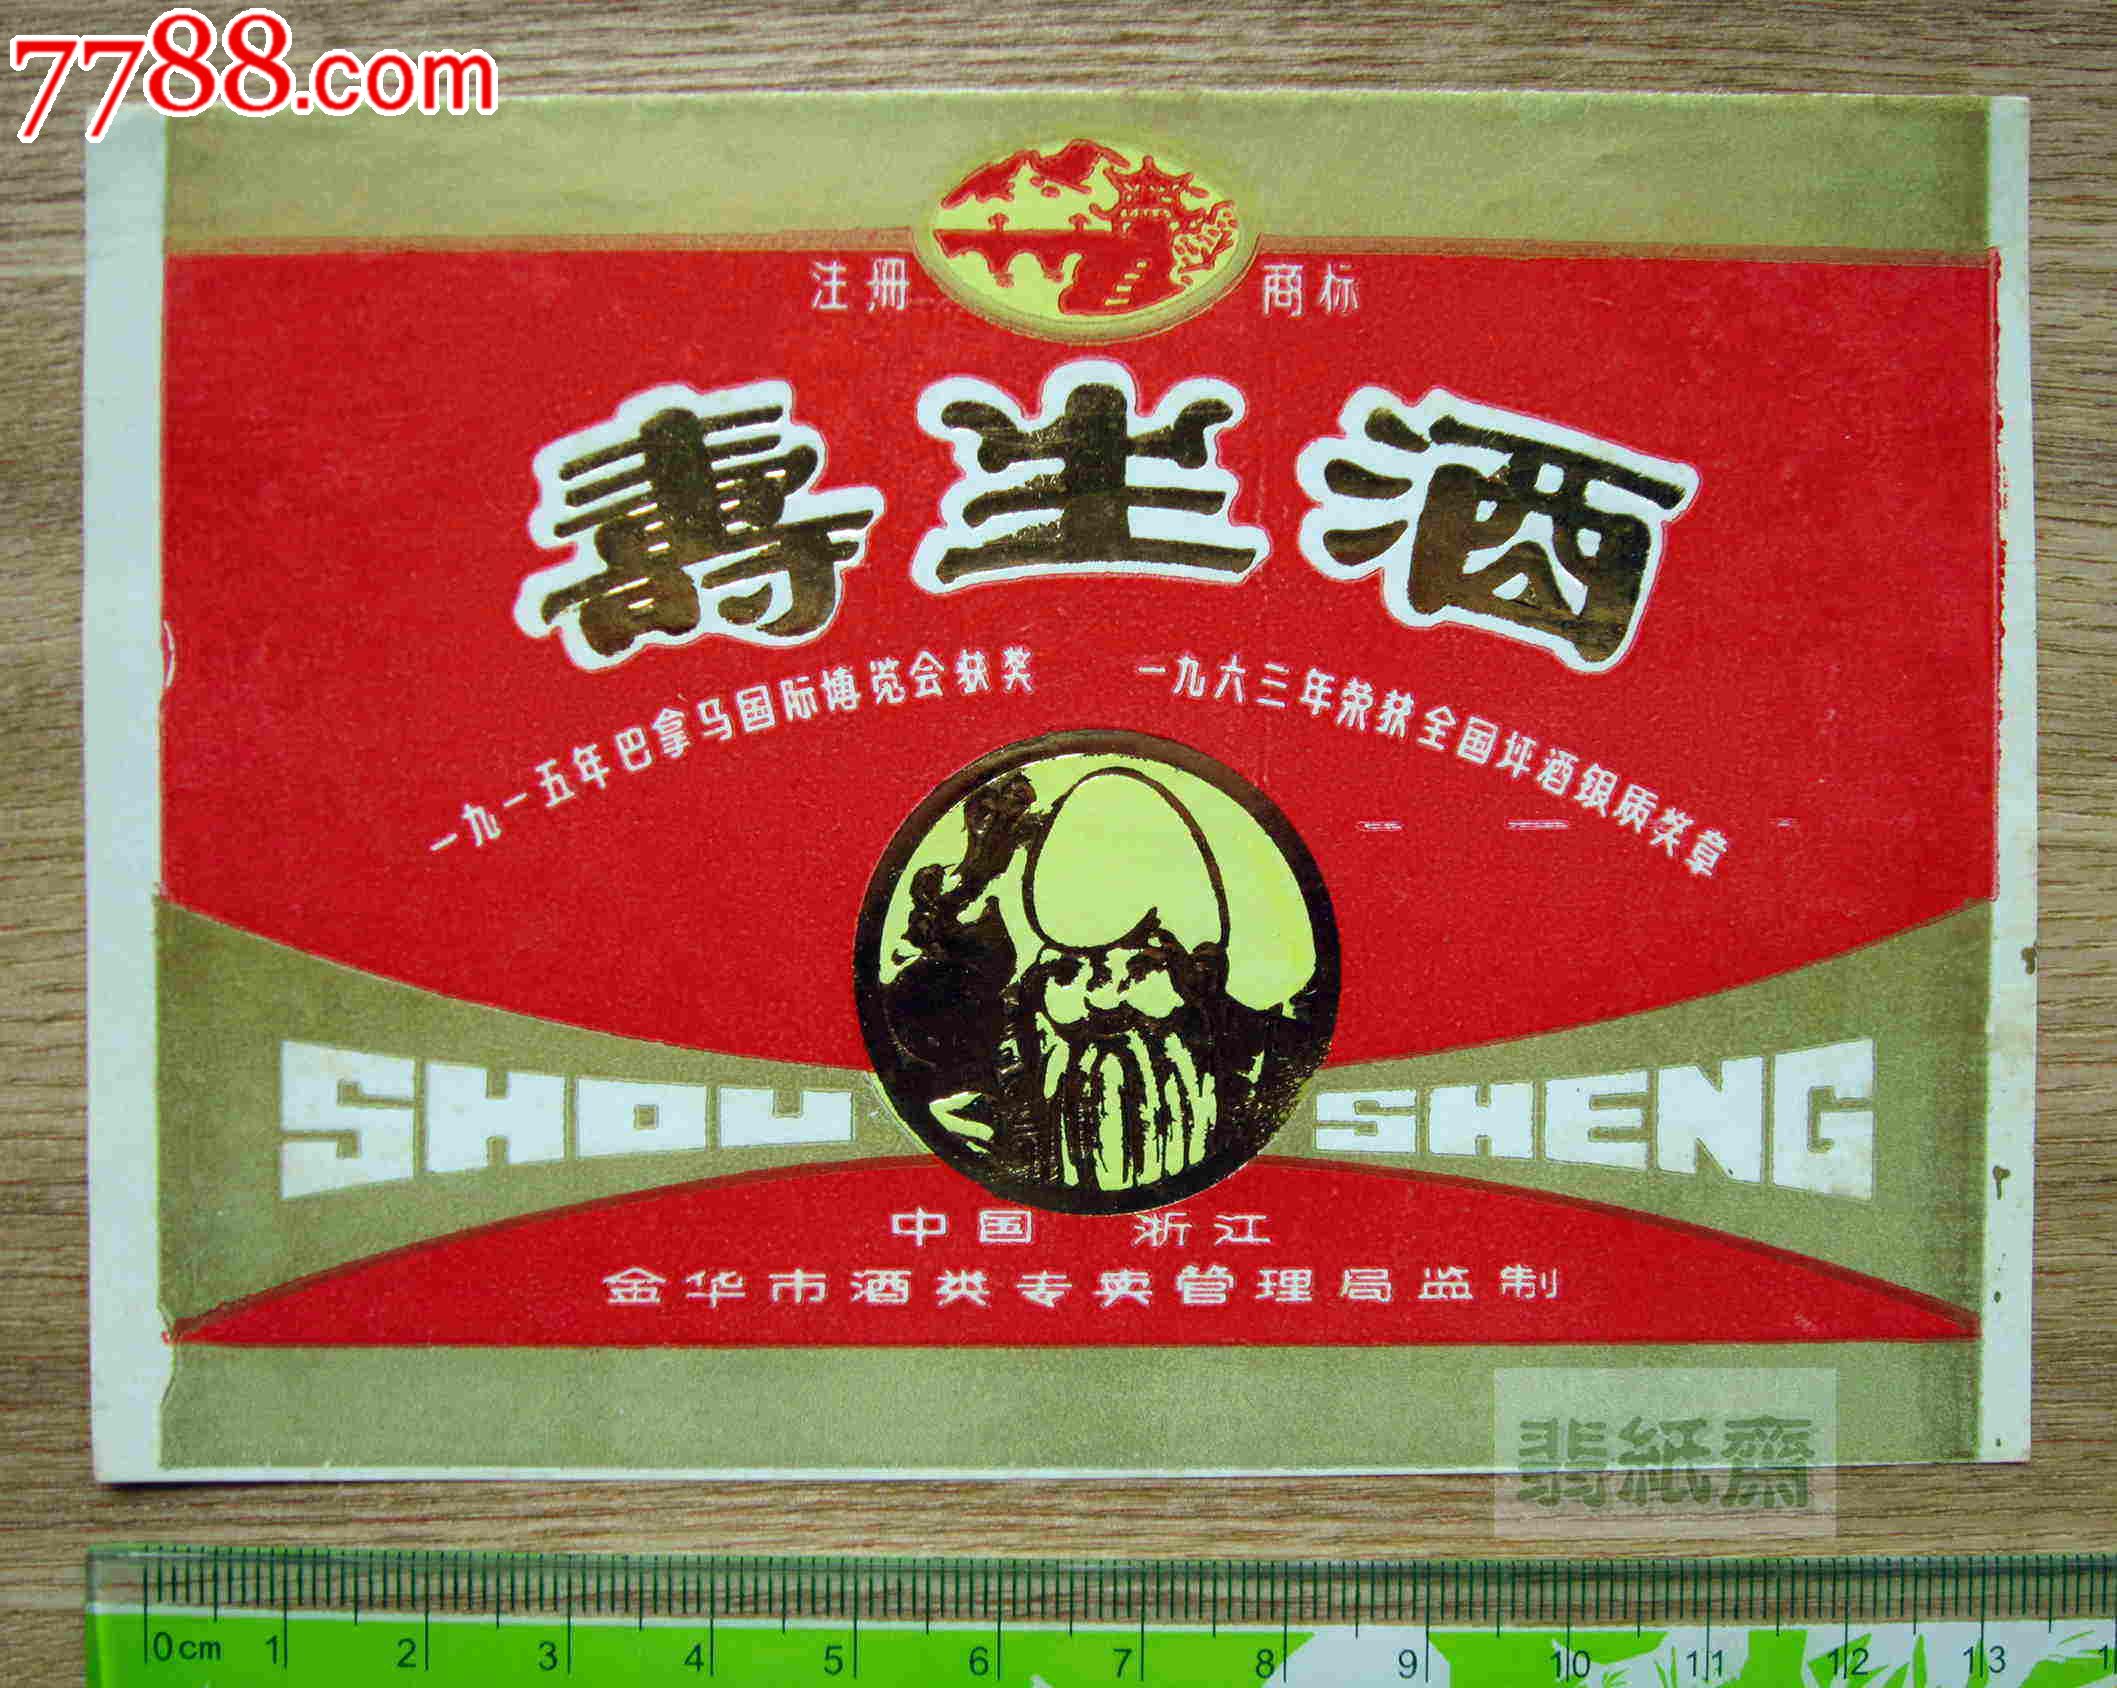 7788.com
注册 商标
壽生酒
一九一五年巴拿马国际博览会获奖 一九六三年荣获全国评酒银质奖章
SHOU SHENG
中国 浙江
金华市酒类专卖管理局监制
翡紙齋
0cm 1 2 3 4 5 6 7 8 9 10 11 12 13 1